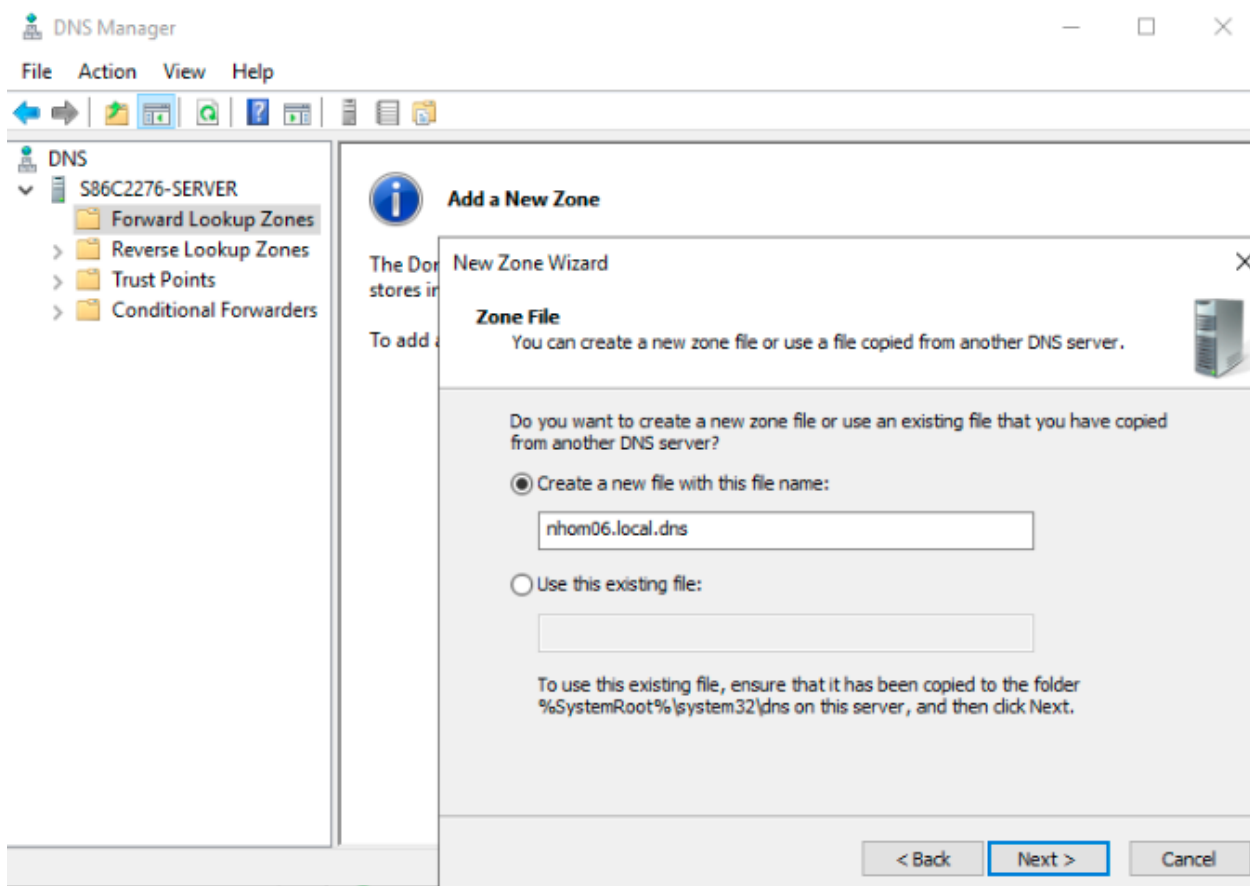 DNS Manager
File Action View Help
DNS
S86C2276-SERVER
Forward Lookup Zones
Reverse Lookup Zones
Trust Points
Conditional Forwarders
Add a New Zone
The Dor
stores in
To add a
New Zone Wizard
Zone File
You can create a new zone file or use a file copied from another DNS server.
Do you want to create a new zone file or use an existing file that you have copied
from another DNS server?
Create a new file with this file name:
nhom06.local.dns
Use this existing file:
To use this existing file, ensure that it has been copied to the folder
%SystemRoot%\system32\dns on this server, and then click Next.
< Back Next > Cancel